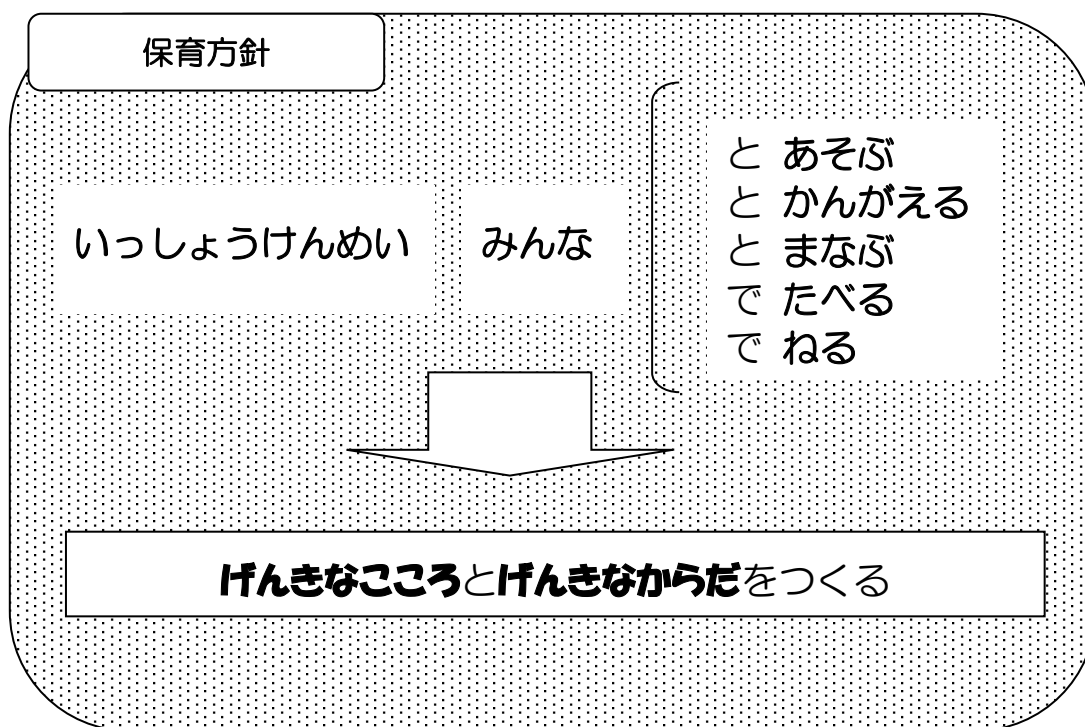 保育方針
いっしょうけんめい
みんな
と あそぶ
と かんがえる
と まなぶ
で たべる
で ねる
げんきなこころとげんきなからだをつくる